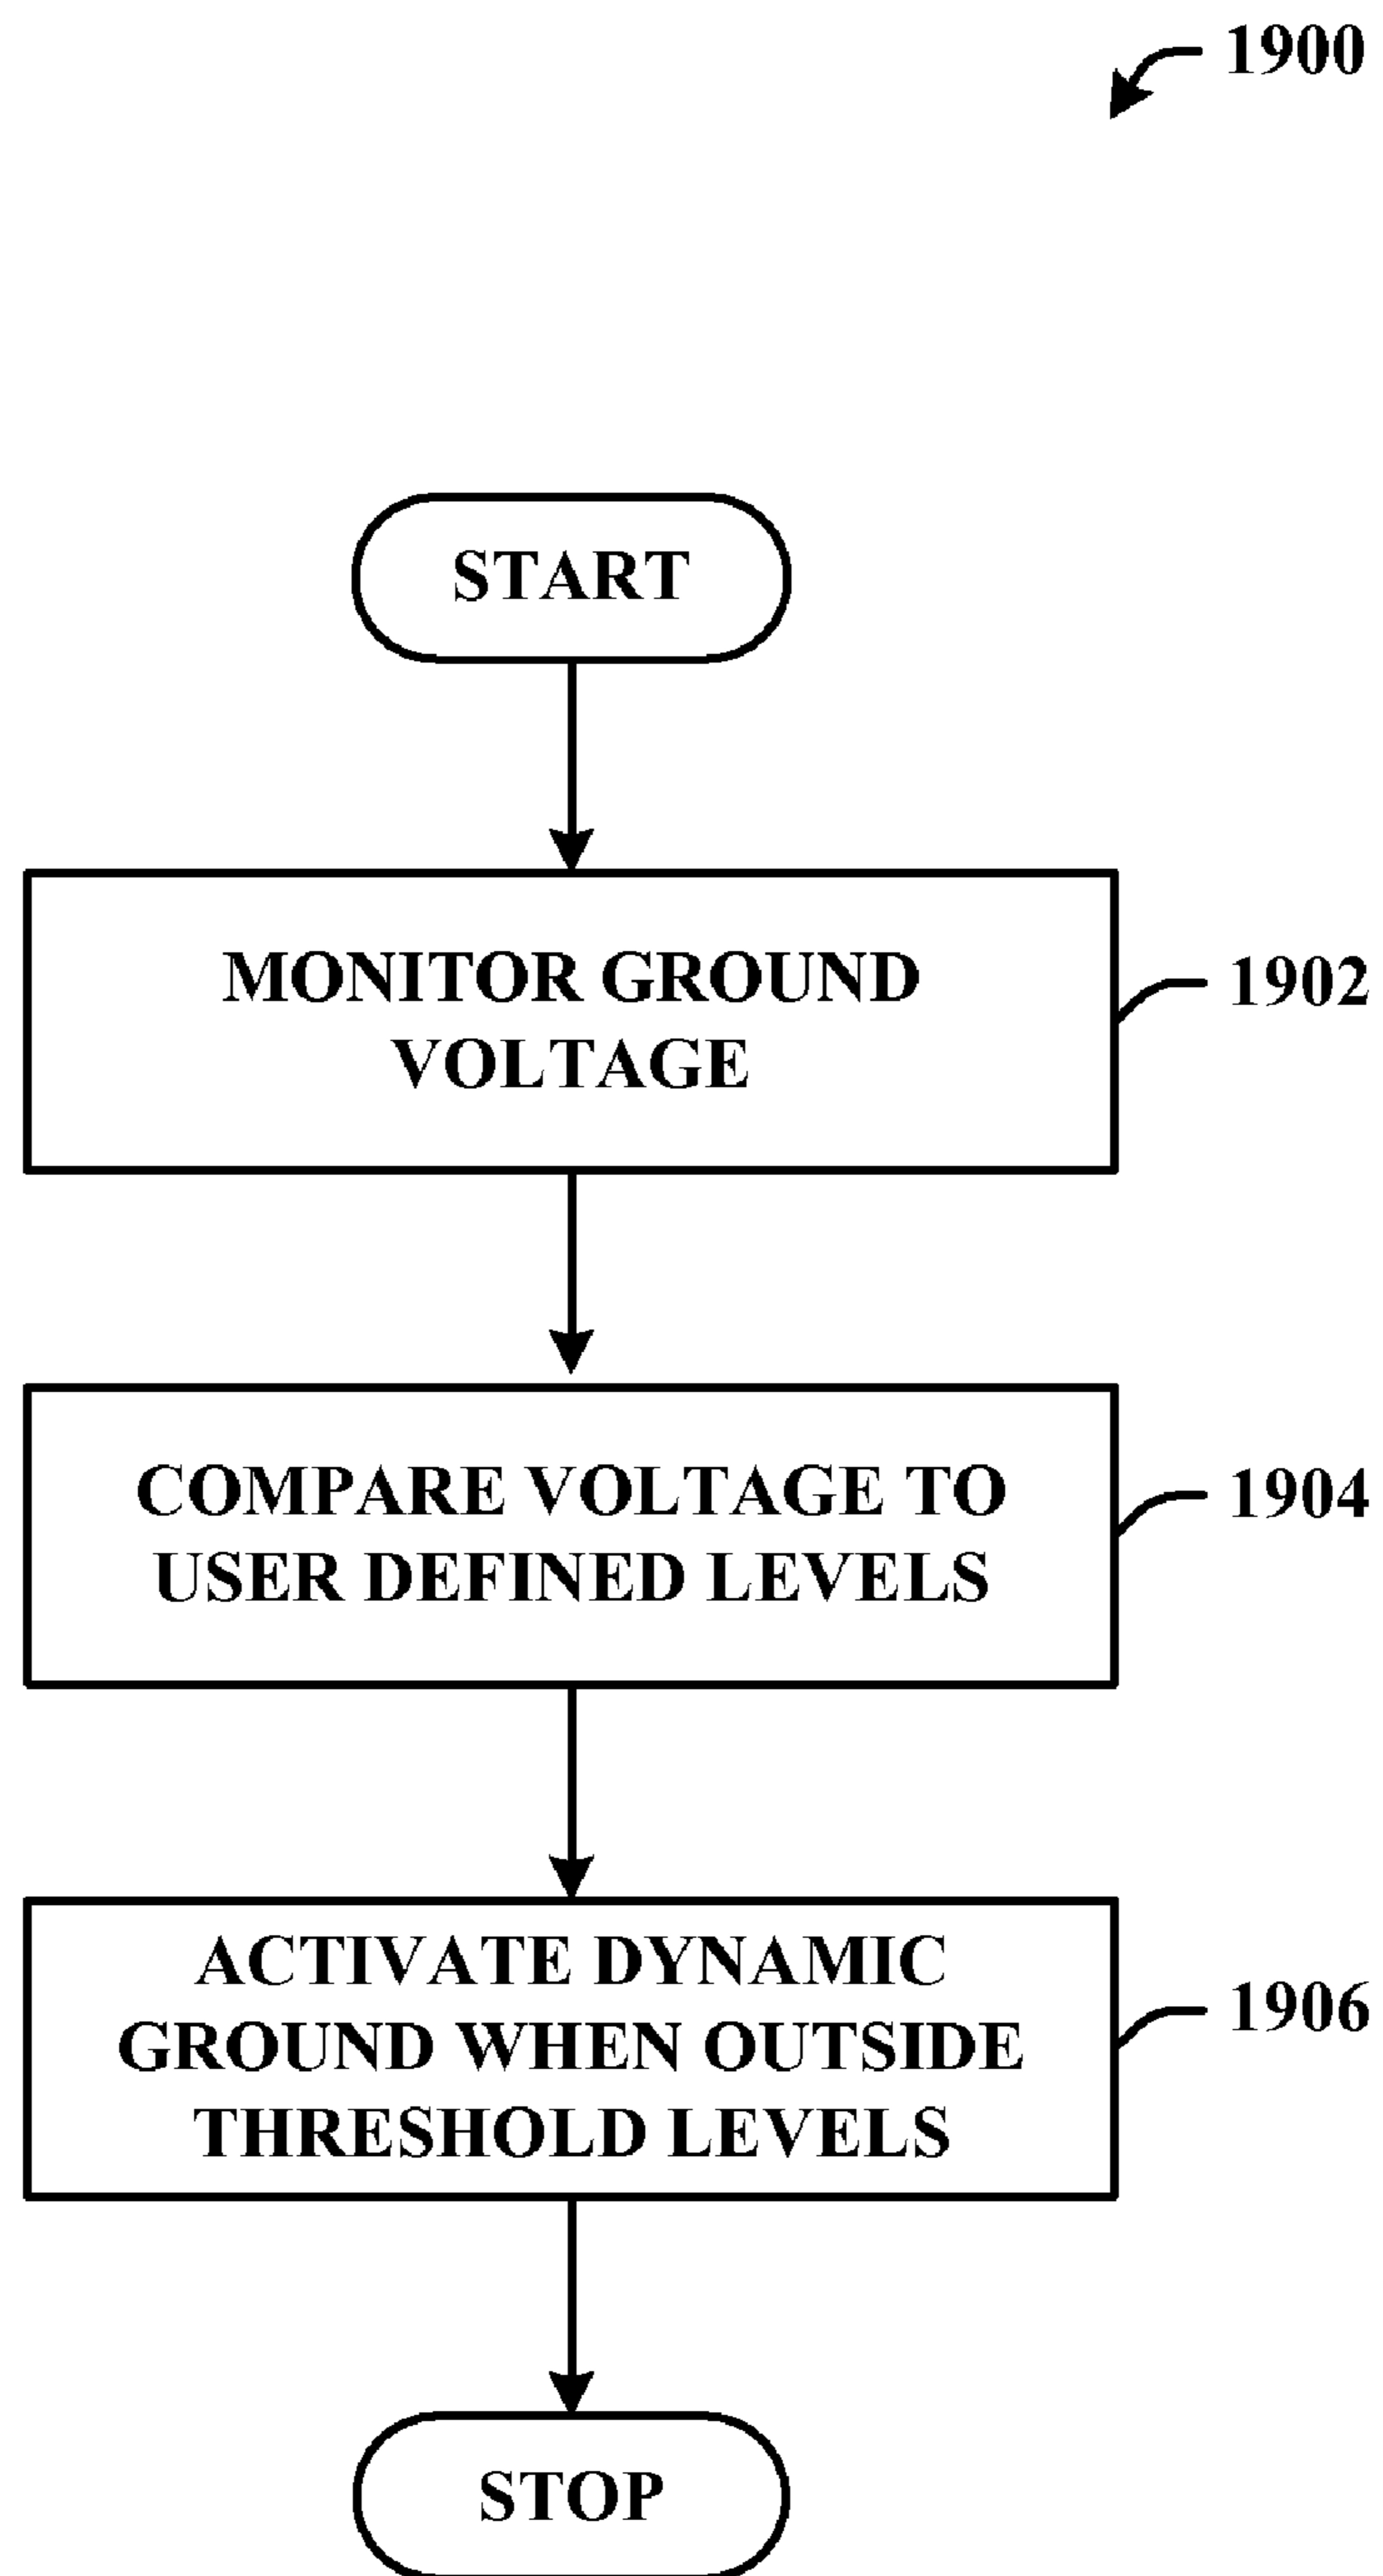 1900
START
MONITOR GROUND
VOLTAGE
1902
COMPARE VOLTAGE TO
USER DEFINED LEVELS
1904
ACTIVATE DYNAMIC
GROUND WHEN OUTSIDE
THRESHOLD LEVELS
1906
STOP